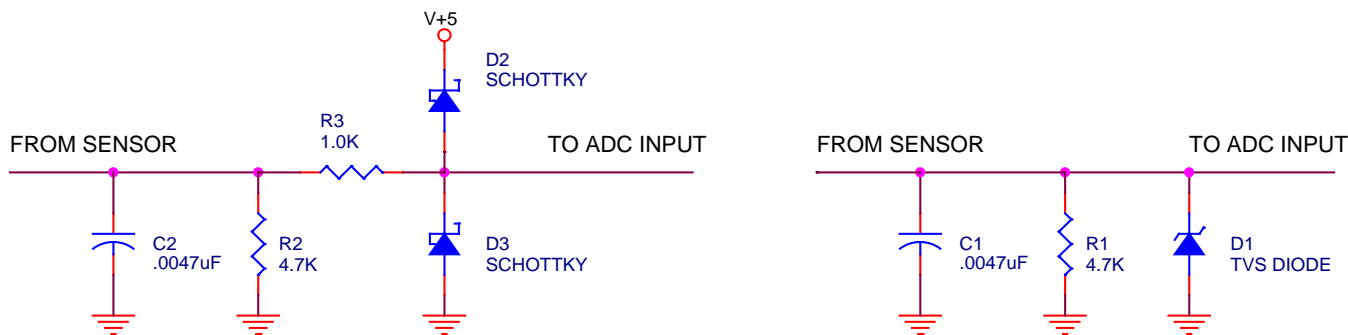 V+5
D2
SCHOTTKY
FROM SENSOR
R3
1.0K
TO ADC INPUT
C2
.0047uF
R2
4.7K
D3
SCHOTTKY
FROM SENSOR
TO ADC INPUT
C1
.0047uF
R1
4.7K
D1
TVS DIODE